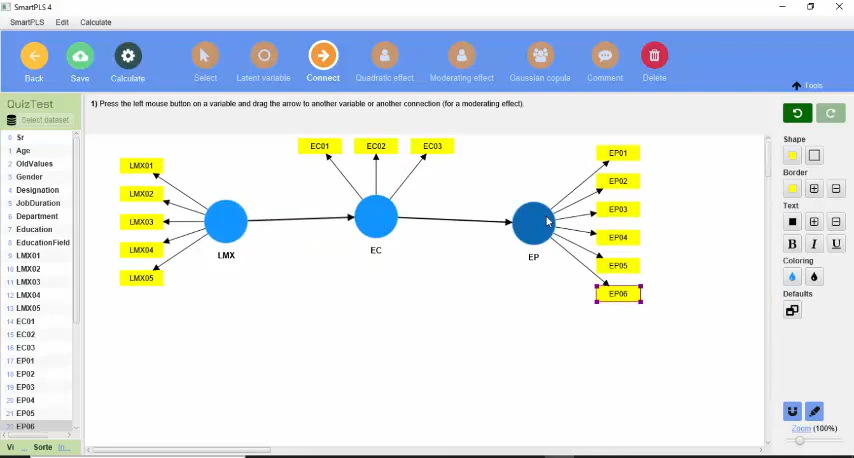 SmartPLS 4
SmartPLS Edit Calculate
Back Save Calculate Select Latent variable Connect Quadratic effect Moderating effect Gaussian copula Comment Delete
Tools
QuizTest
Select dataset
1) Press the left mouse button on a variable and drag the arrow to another variable or another connection (for a moderating effect).
0 Sr
1 Age
2 OldValues
3 Gender
4 Designation
5 JobDuration
6 Department
7 Education
8 EducationField
9 LMX01
10 LMX02
11 LMX03
12 LMX04
13 LMX05
14 EC01
15 EC02
16 EC03
17 EP01
18 EP02
19 EP03
20 EP04
21 EP05
22 EP06
Vi ... Sorte In...
LMX01
LMX02
LMX03
LMX04
LMX05
LMX
EC01 EC02 EC03
EC
EP01
EP02
EP03
EP04
EP05
EP06
EP
Shape
Border
Text
B I U
Coloring
Defaults
Zoom (100%)